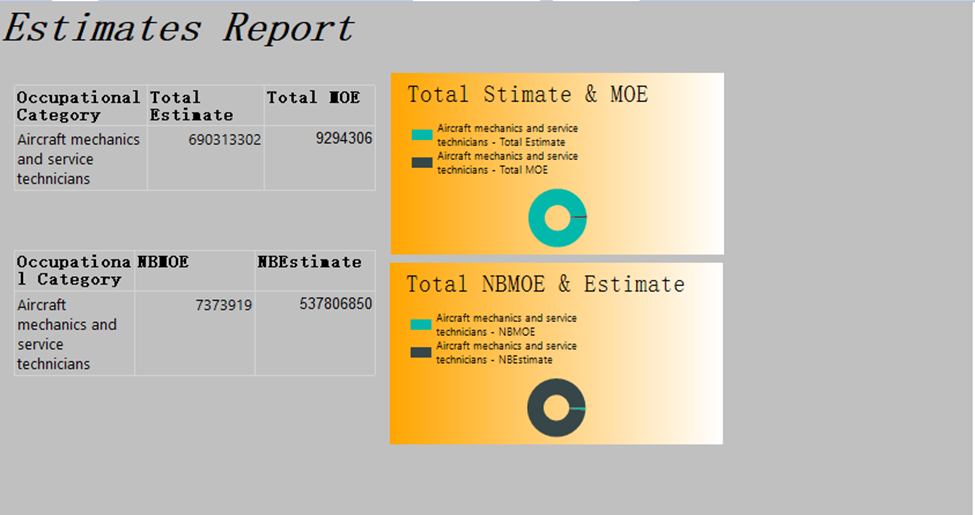 Estimates Report
Occupational Total Total MOE
Category Estimate
Aircraft mechanics 690313302 9294306
and service
technicians
Total Stimate & MOE
Aircraft mechanics and service
technicians - Total Estimate
Aircraft mechanics and service
technicians - Total MOE
Occupationa NBMOE NBEstimate
l Category
Aircraft 7373919 537806850
mechanics and
service
technicians
Total NBMOE & Estimate
Aircraft mechanics and service
technicians - NBMOE
Aircraft mechanics and service
technicians - NBEstimate